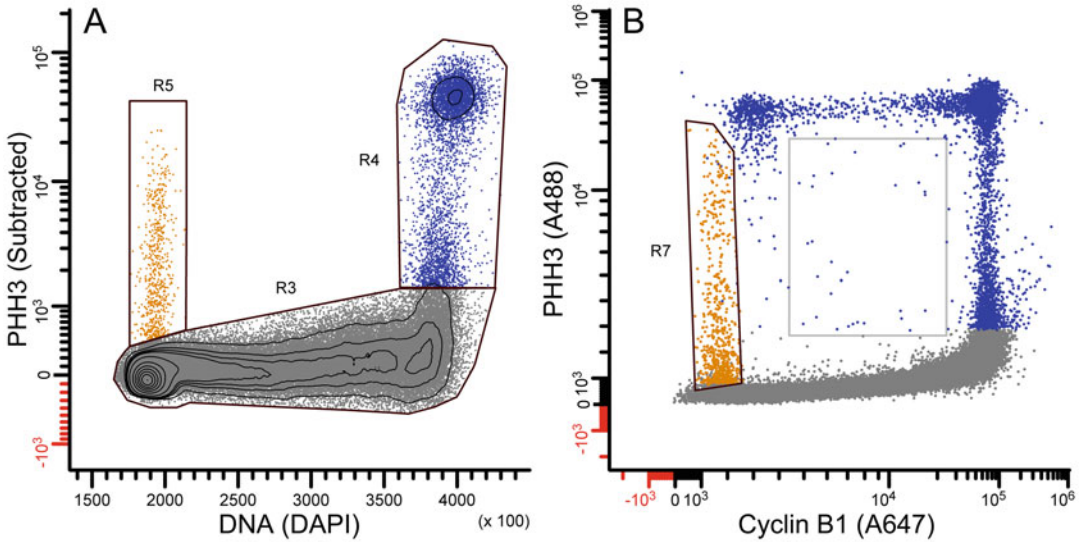 A
PHH3 (Subtracted)
10^5
10^4
10^3
0
-10^3
R5
R4
R3
1500 2000 2500 3000 3500 4000
DNA (DAPI)
(x 100)
B
PHH3 (A488)
10^6
10^5
10^4
10^3
0
-10^3
R7
-10^3 0 10^3 10^4 10^5 10^6
Cyclin B1 (A647)